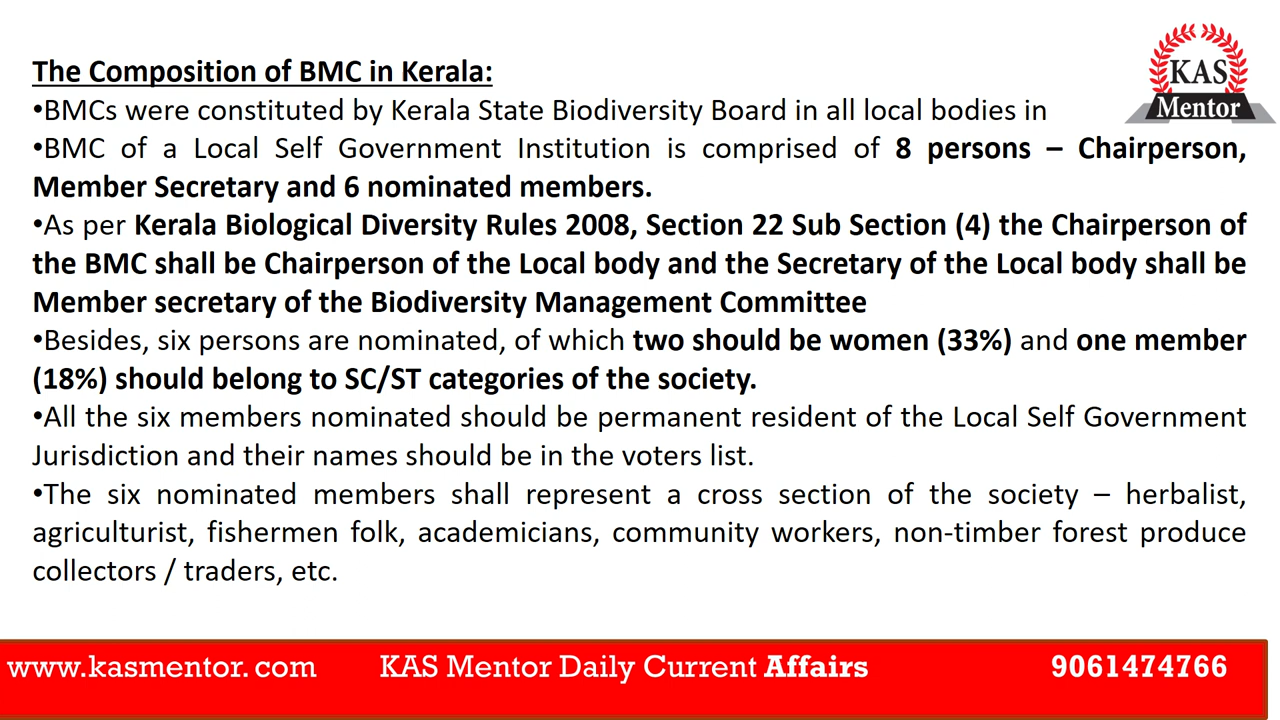 KAS
Mentor
The Composition of BMC in Kerala:
•BMCs were constituted by Kerala State Biodiversity Board in all local bodies in
•BMC of a Local Self Government Institution is comprised of 8 persons – Chairperson,
Member Secretary and 6 nominated members.
•As per Kerala Biological Diversity Rules 2008, Section 22 Sub Section (4) the Chairperson of
the BMC shall be Chairperson of the Local body and the Secretary of the Local body shall be
Member secretary of the Biodiversity Management Committee
•Besides, six persons are nominated, of which two should be women (33%) and one member
(18%) should belong to SC/ST categories of the society.
•All the six members nominated should be permanent resident of the Local Self Government
Jurisdiction and their names should be in the voters list.
•The six nominated members shall represent a cross section of the society – herbalist,
agriculturist, fishermen folk, academicians, community workers, non-timber forest produce
collectors / traders, etc.
www.kasmentor. com KAS Mentor Daily Current Affairs 9061474766